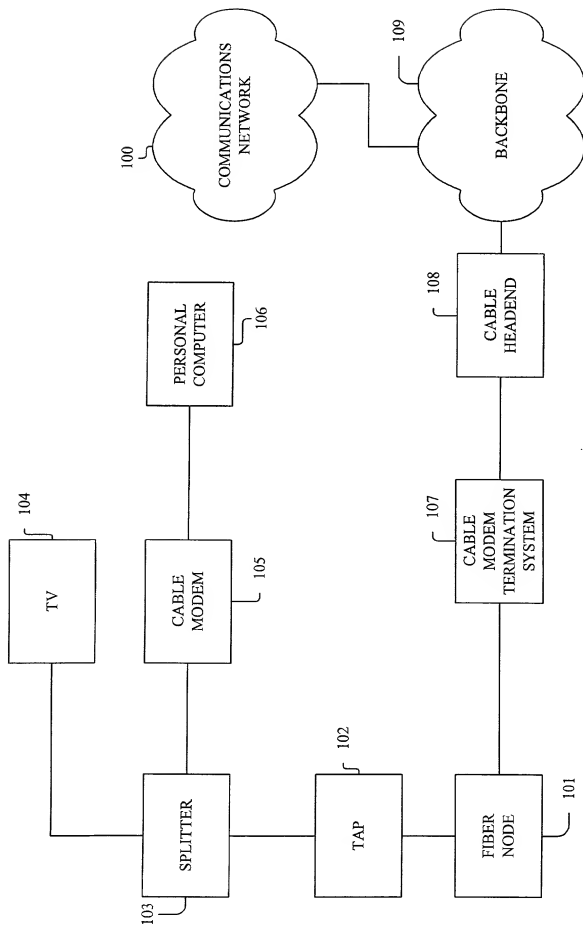 104
TV
100
103
SPLITTER
CABLE
MODEM
PERSONAL
COMPUTER
COMMUNICATIONS
NETWORK
105
106
102
TAP
109
107
108
FIBER
NODE
CABLE
MODEM
TERMINATION
SYSTEM
CABLE
HEADEND
BACKBONE
101